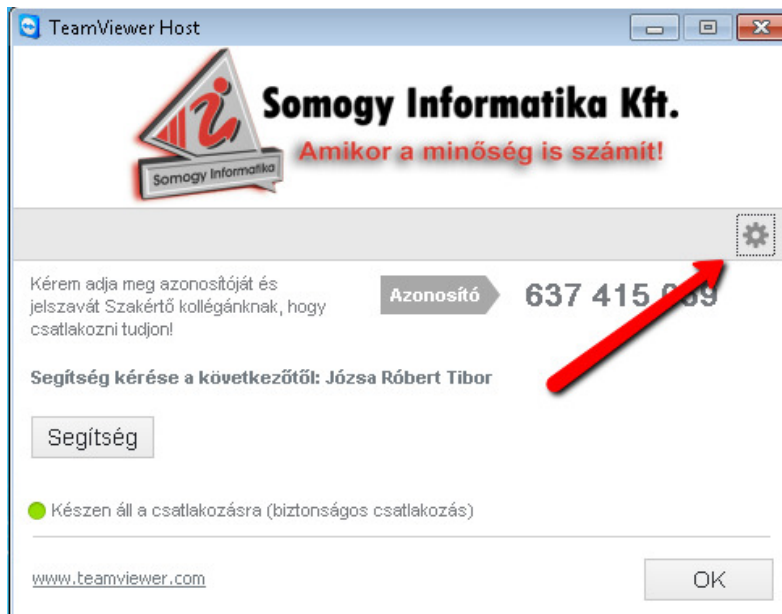 TeamViewer Host
Somogy Informatika Kft.
Amikor a minőség is számít!
Somogy Informatika
Kérem adja meg azonosítóját és
jelszavát Szakértő kollégánknak, hogy
csatlakozni tudjon!
Azonosító
637 415
Segítség kérése a következőtől: Józsa Róbert Tibor
Segítség
Készen áll a csatlakozásra (biztonságos csatlakozás)
www.teamviewer.com
OK